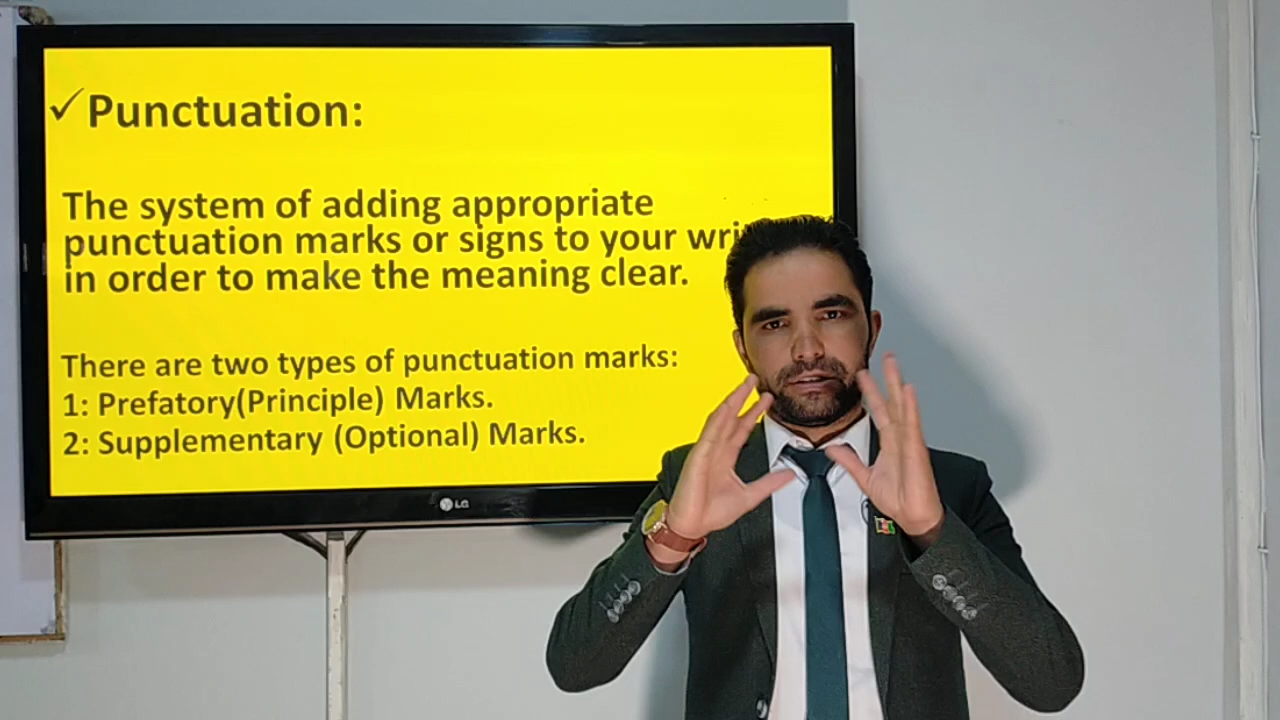 ✓Punctuation:
The system of adding appropriate
punctuation marks or signs to your
in order to make the meaning clear.
There are two types of punctuation marks:
1: Prefatory(Principle) Marks.
2: Supplementary (Optional) Marks.
LG